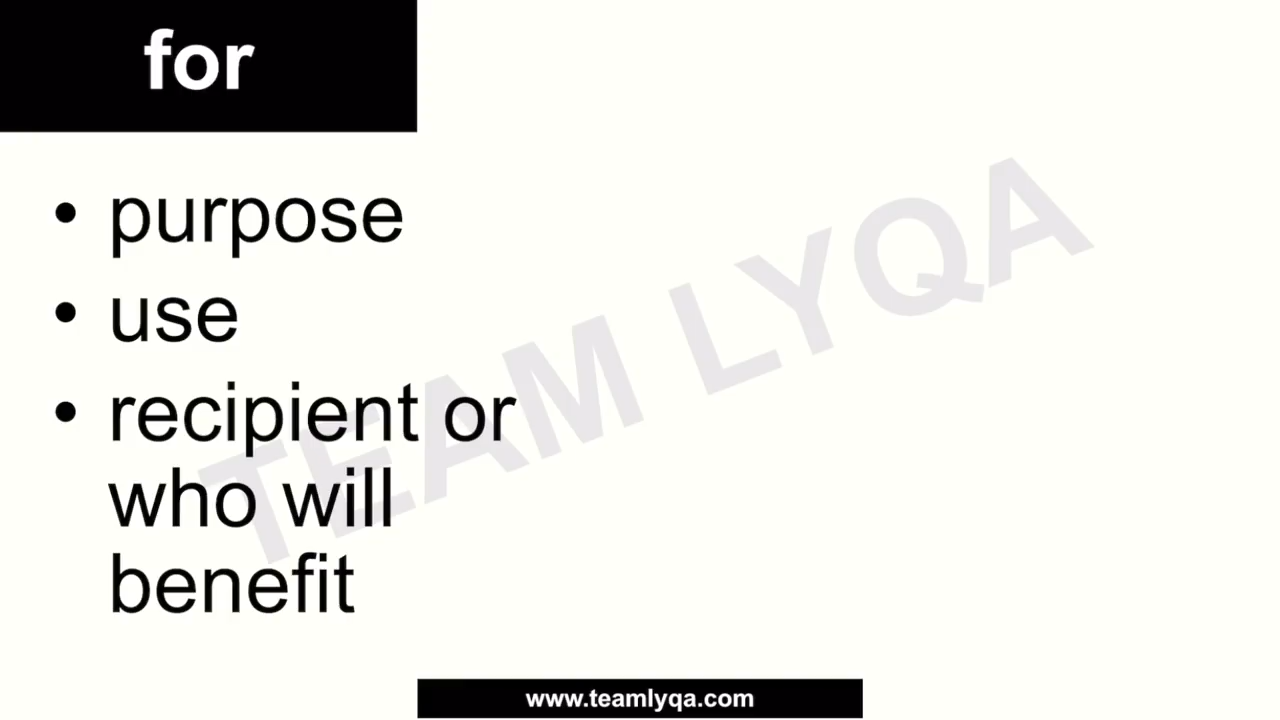 for
• purpose
• use
• recipient or
who will
benefit
TEAM LYQA
www.teamlyqa.com